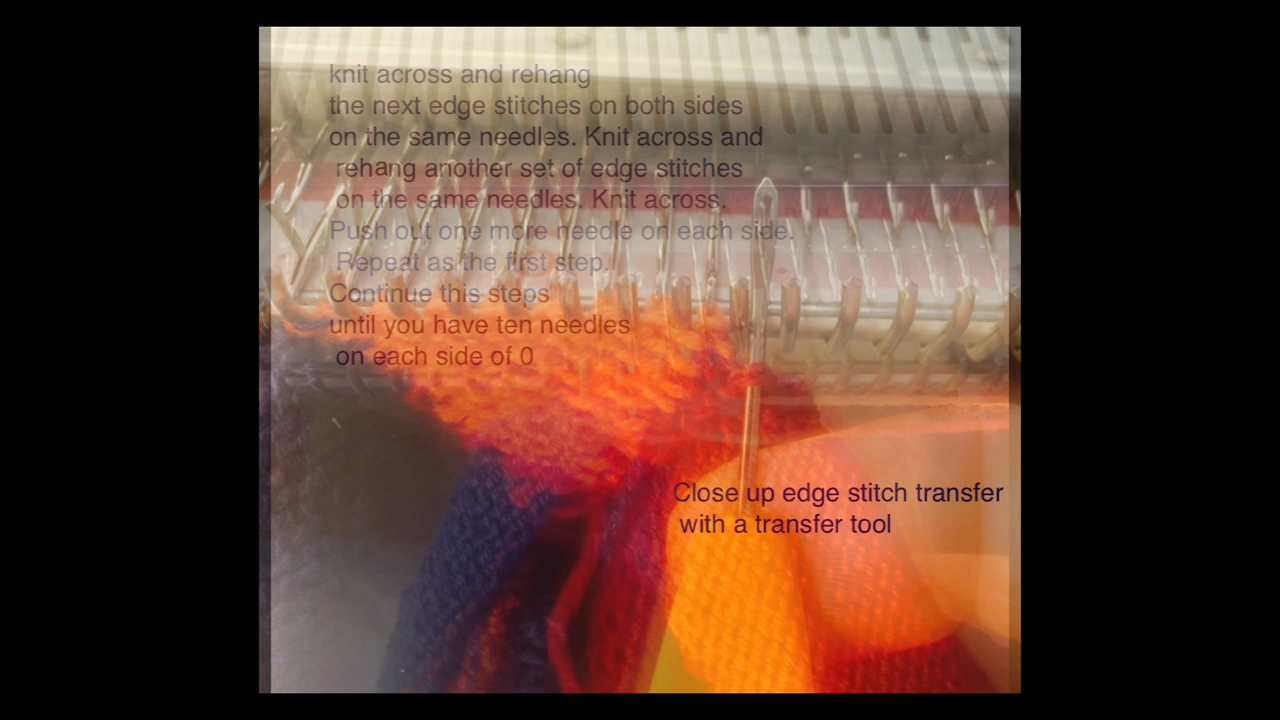 knit across and rehang
the next edge stitches on both sides
on the same needles. Knit across and
rehang another set of edge stitches
on the same needles. Knit across.
Push out one more needle on each side.
Repeat as the first step.
Continue this steps
until you have ten needles
on each side of 0
Close up edge stitch transfer
with a transfer tool